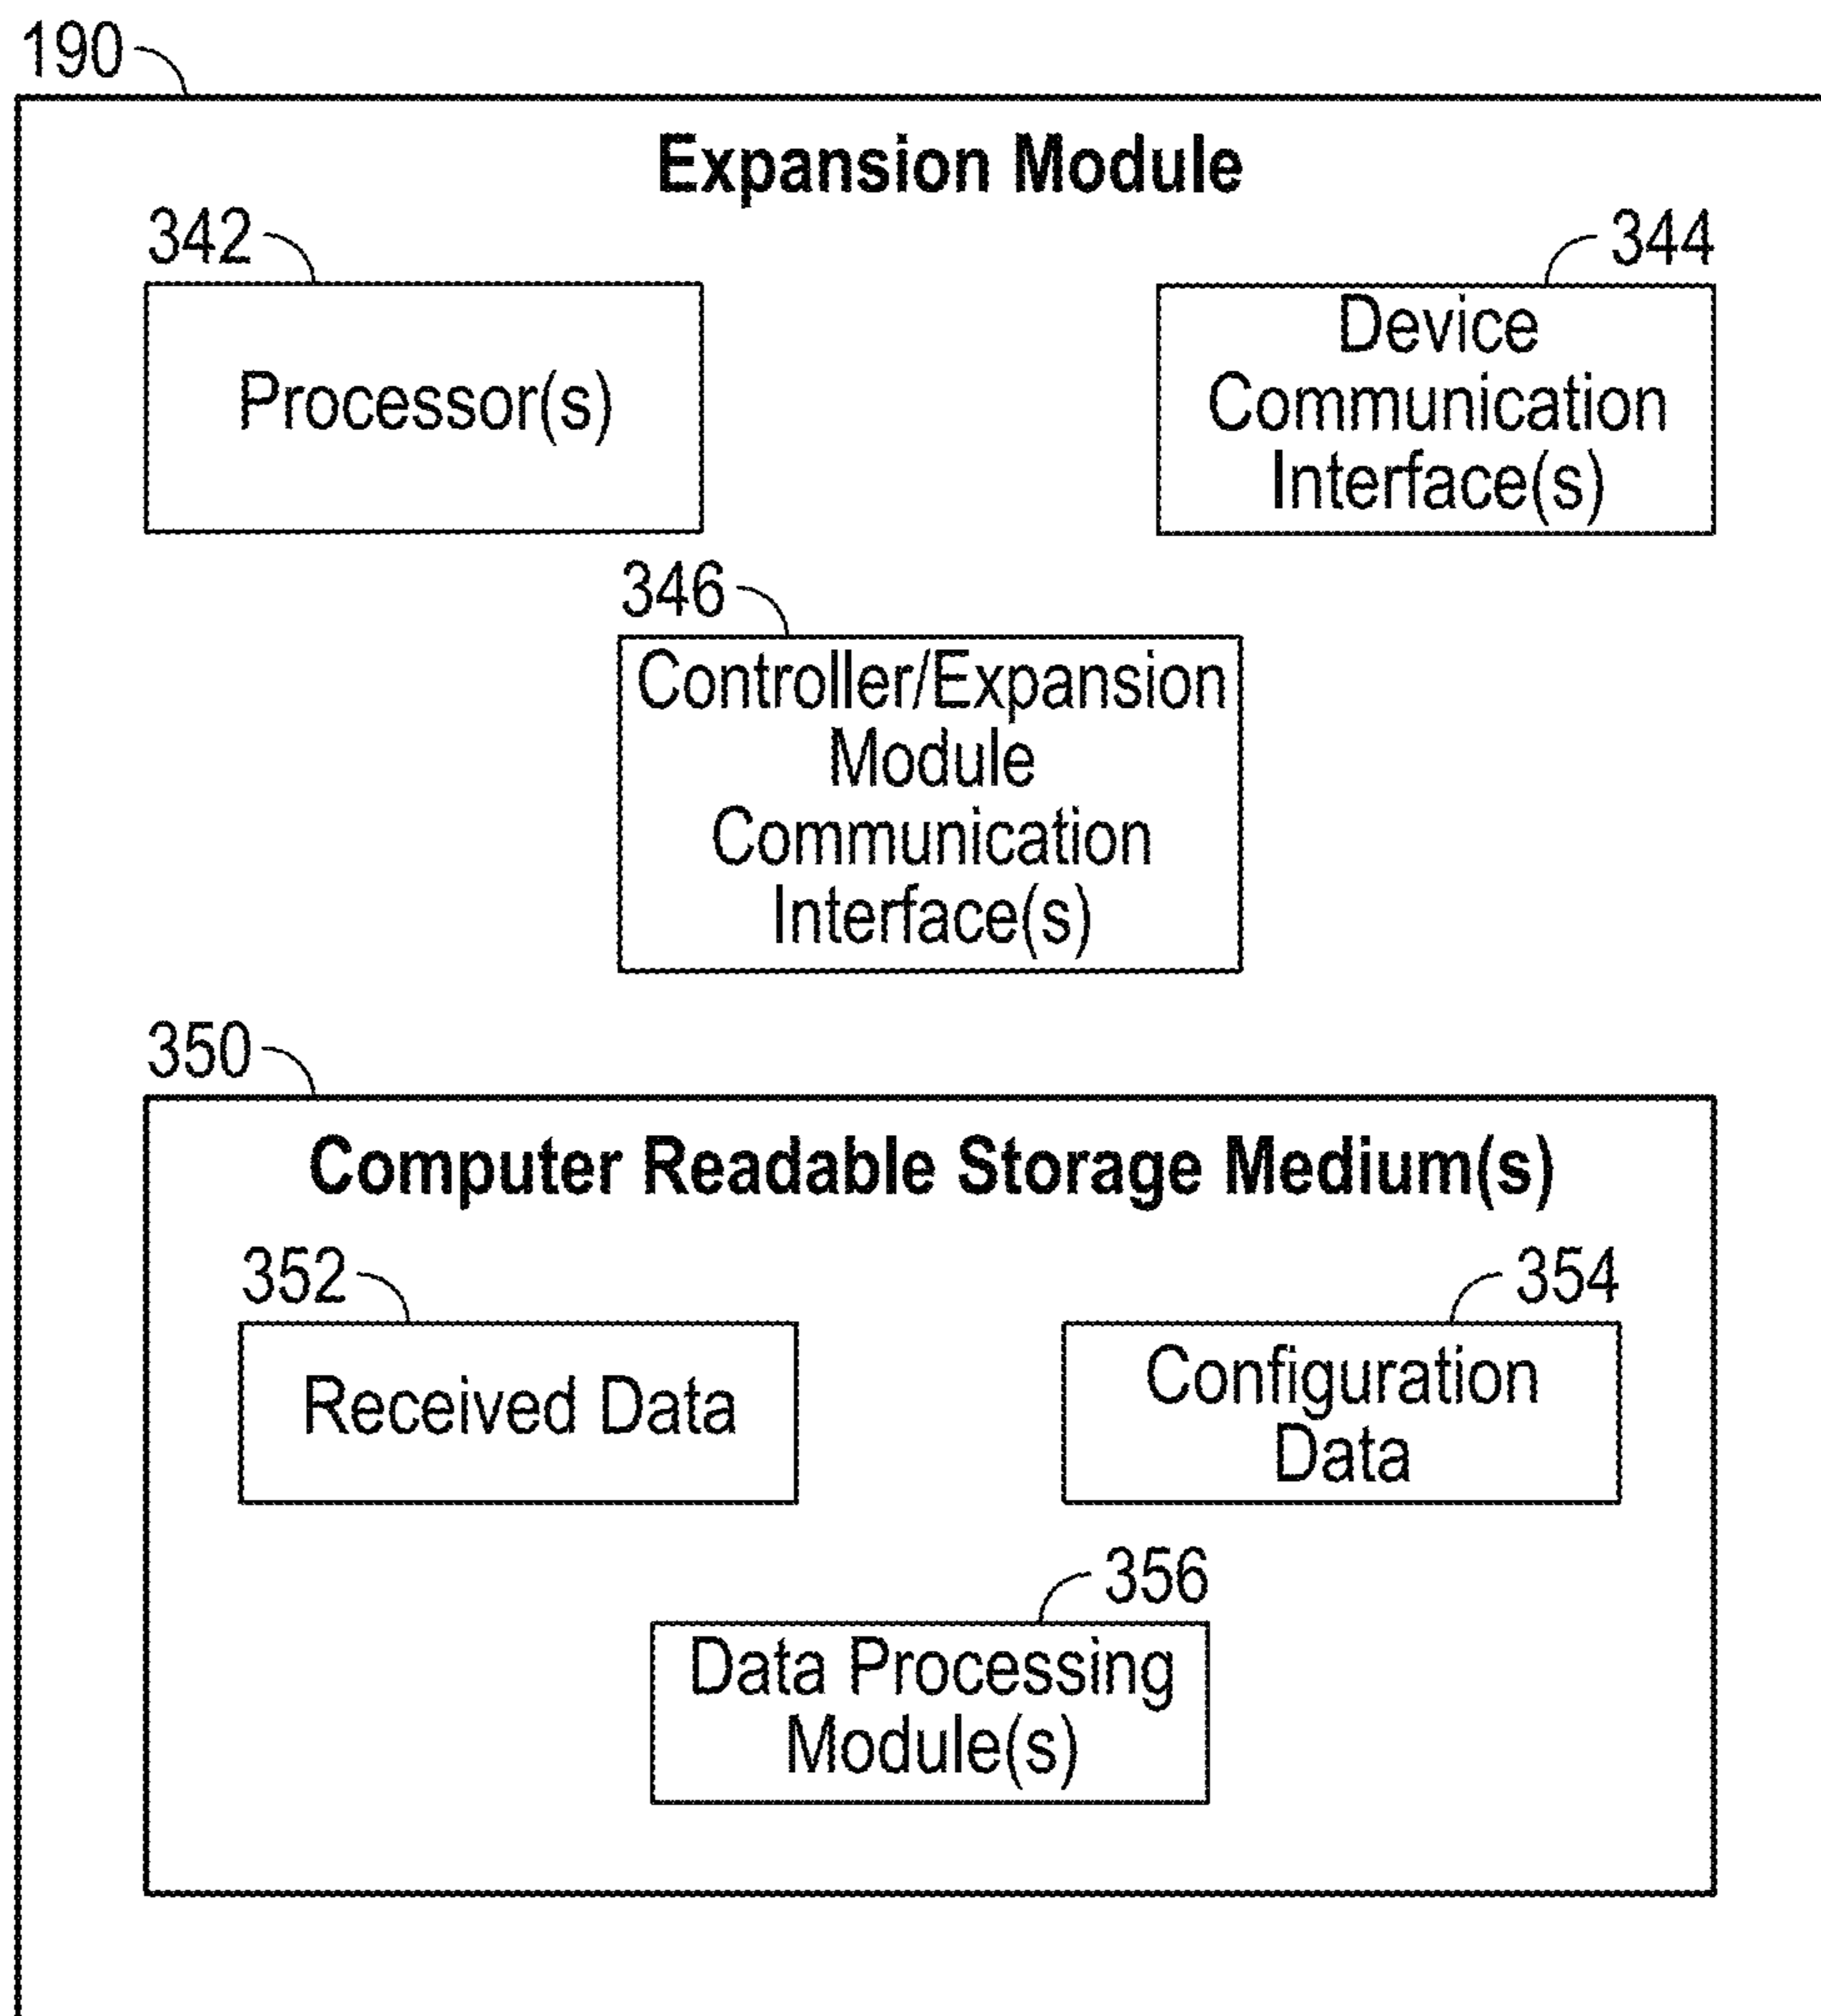 190
Expansion Module
342
344
Processor(s)
Device
Communication
Interface(s)
346
Controller/Expansion
Module
Communication
Interface(s)
350
Computer Readable Storage Medium(s)
352
354
Received Data
Configuration
Data
356
Data Processing
Module(s)